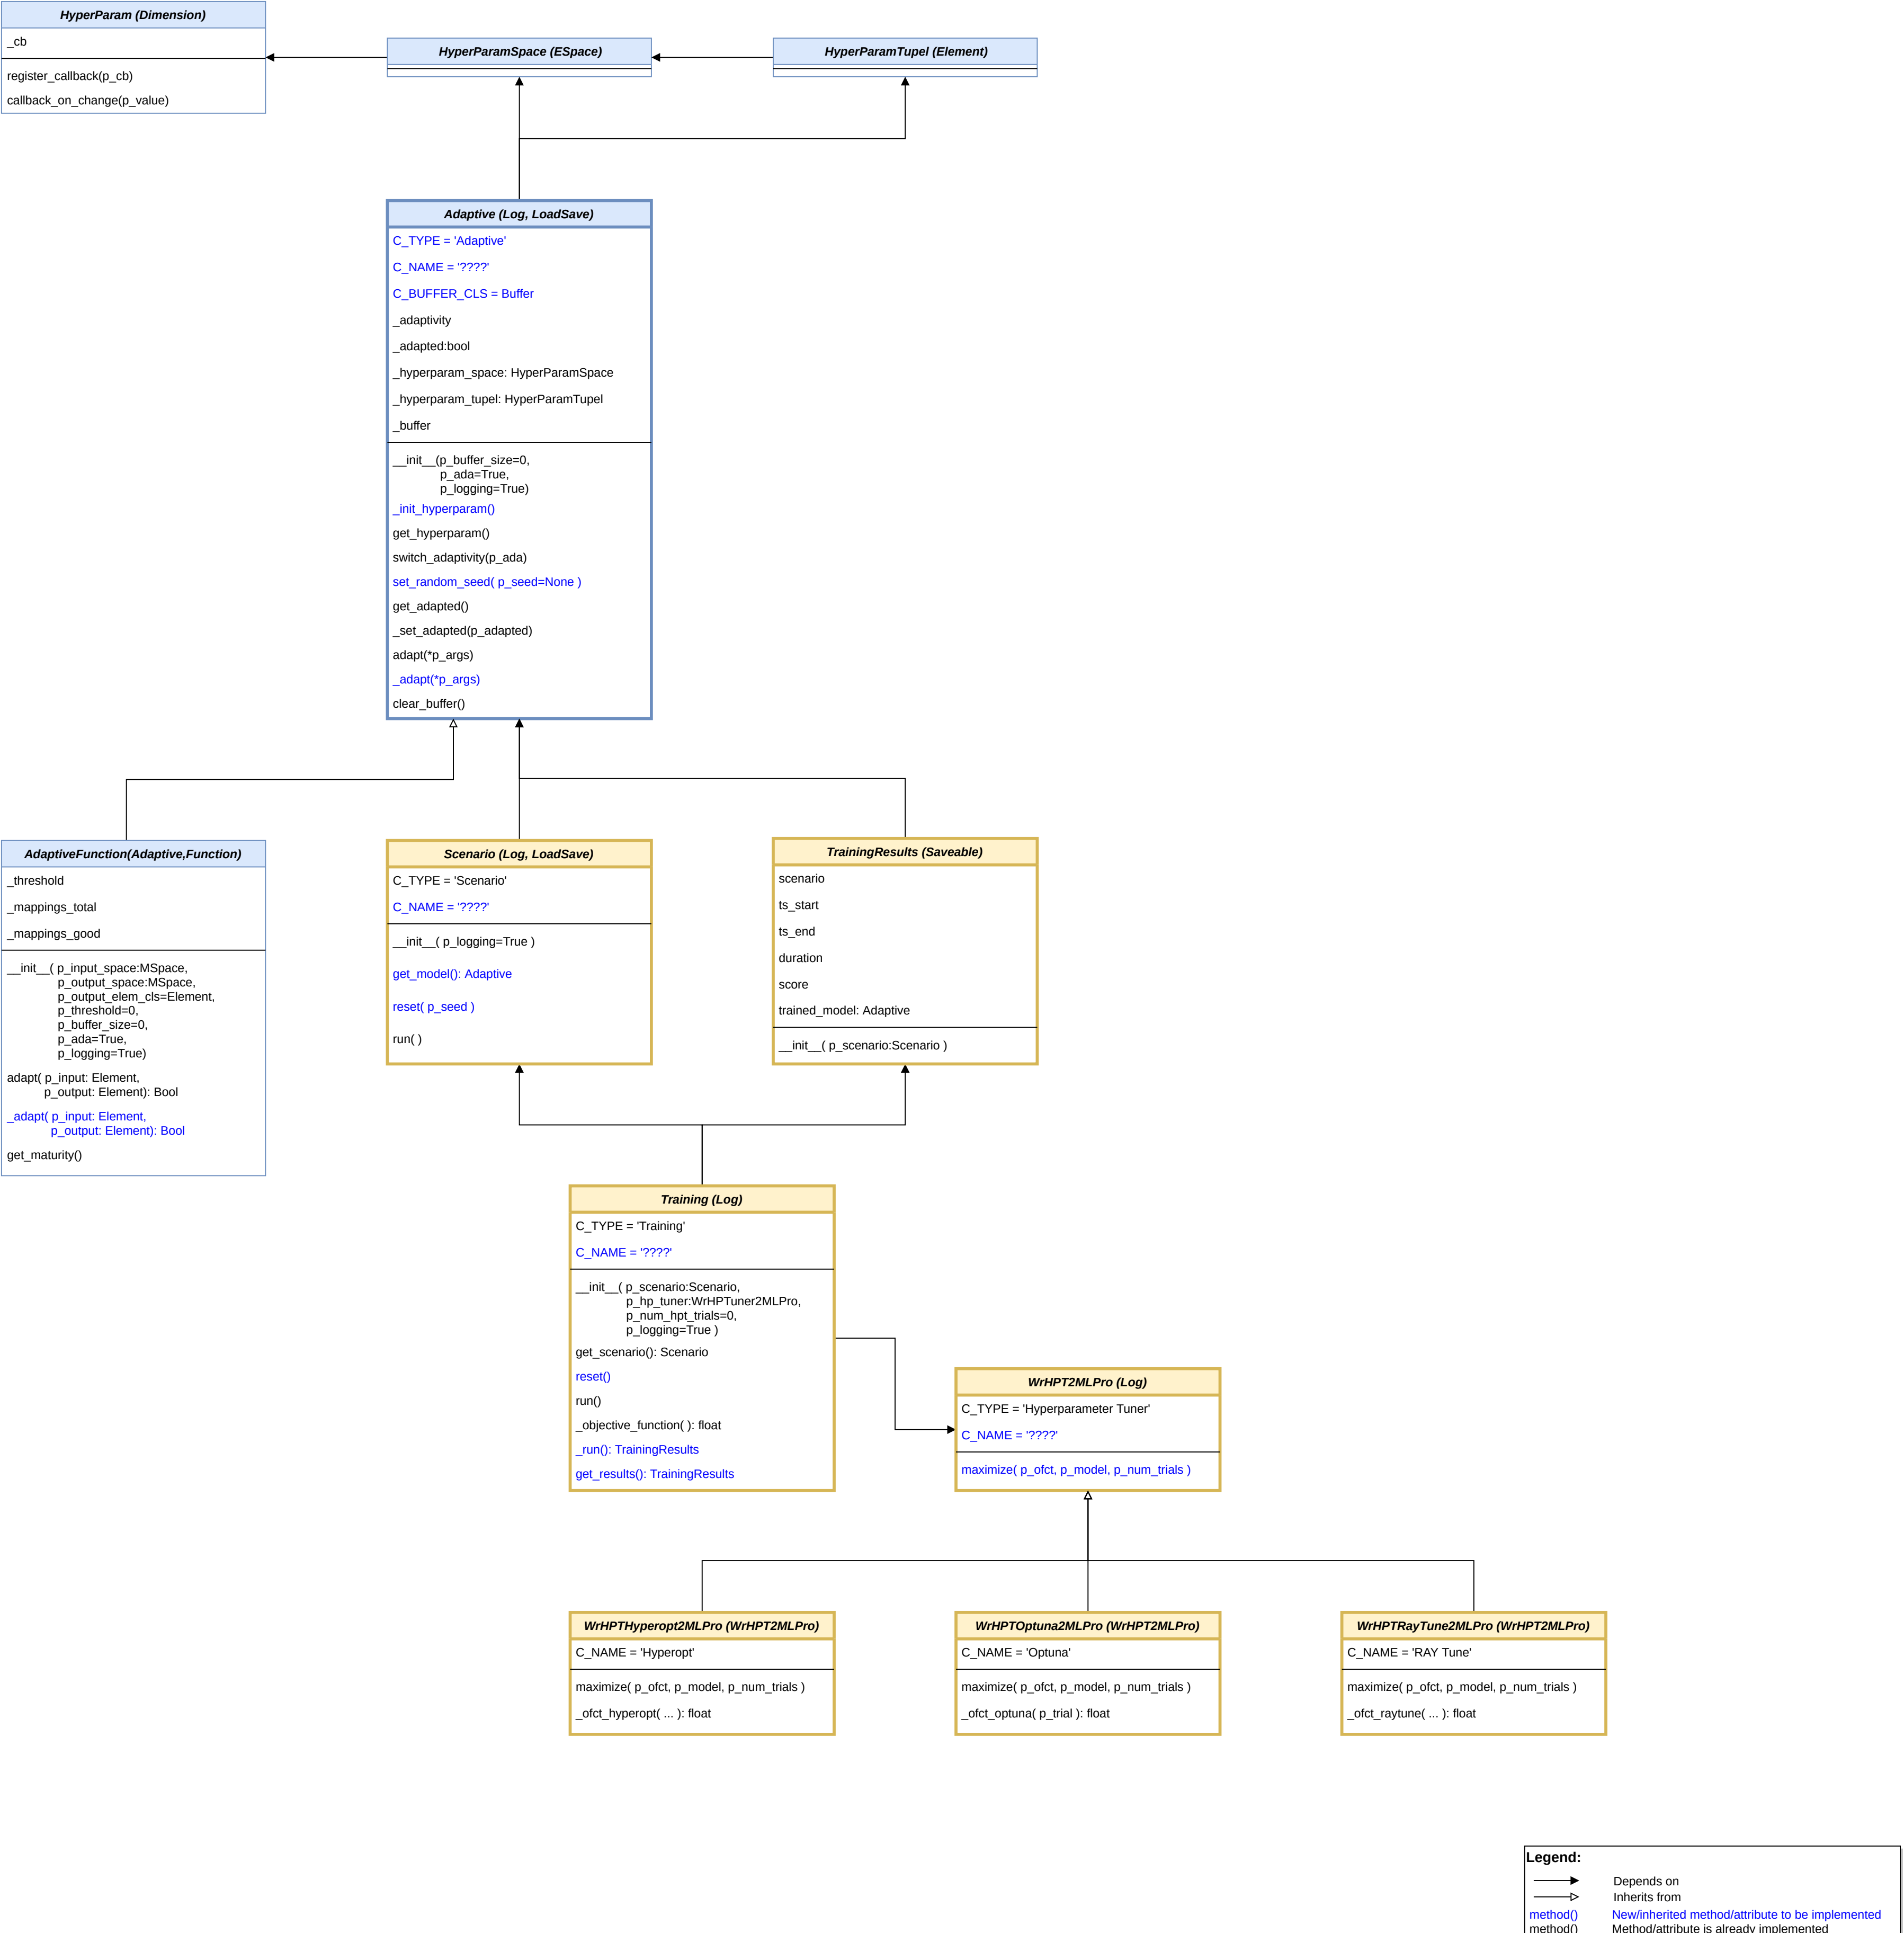 HyperParam (Dimension)
_cb
register_callback(p_cb)
callback_on_change(p_value)
HyperParamSpace (ESpace)
HyperParamTupel (Element)
Adaptive (Log, LoadSave)
C_TYPE = 'Adaptive'
C_NAME = '????'
C_BUFFER_CLS = Buffer
_adaptivity
_adapted:bool
_hyperparam_space: HyperParamSpace
_hyperparam_tupel: HyperParamTupel
_buffer
__init__(p_buffer_size=0,
p_ada=True,
p_logging=True)
_init_hyperparam()
get_hyperparam()
switch_adaptivity(p_ada)
set_random_seed( p_seed=None )
get_adapted()
_set_adapted(p_adapted)
adapt(*p_args)
_adapt(*p_args)
clear_buffer()
AdaptiveFunction(Adaptive,Function)
_threshold
_mappings_total
_mappings_good
__init__( p_input_space:MSpace,
p_output_space:MSpace,
p_output_elem_cls=Element,
p_threshold=0,
p_buffer_size=0,
p_ada=True,
p_logging=True)
adapt( p_input: Element,
p_output: Element): Bool
_adapt( p_input: Element,
p_output: Element): Bool
get_maturity()
Scenario (Log, LoadSave)
C_TYPE = 'Scenario'
C_NAME = '????'
__init__( p_logging=True )
get_model(): Adaptive
reset( p_seed )
run( )
TrainingResults (Saveable)
scenario
ts_start
ts_end
duration
score
trained_model: Adaptive
__init__( p_scenario:Scenario )
Training (Log)
C_TYPE = 'Training'
C_NAME = '????'
__init__( p_scenario:Scenario,
p_hp_tuner:WrHPTuner2MLPro,
p_num_hpt_trials=0,
p_logging=True )
get_scenario(): Scenario
reset()
run()
_objective_function( ): float
_run(): TrainingResults
get_results(): TrainingResults
WrHPT2MLPro (Log)
C_TYPE = 'Hyperparameter Tuner'
C_NAME = '????'
maximize( p_ofct, p_model, p_num_trials )
WrHPTHyperopt2MLPro (WrHPT2MLPro)
C_NAME = 'Hyperopt'
maximize( p_ofct, p_model, p_num_trials )
_ofct_hyperopt( ... ): float
WrHPTOptuna2MLPro (WrHPT2MLPro)
C_NAME = 'Optuna'
maximize( p_ofct, p_model, p_num_trials )
_ofct_optuna( p_trial ): float
WrHPTRayTune2MLPro (WrHPT2MLPro)
C_NAME = 'RAY Tune'
maximize( p_ofct, p_model, p_num_trials )
_ofct_raytune( ... ): float
Legend:
Depends on
Inherits from
method() New/inherited method/attribute to be implemented
method() Method/attribute is already implemented